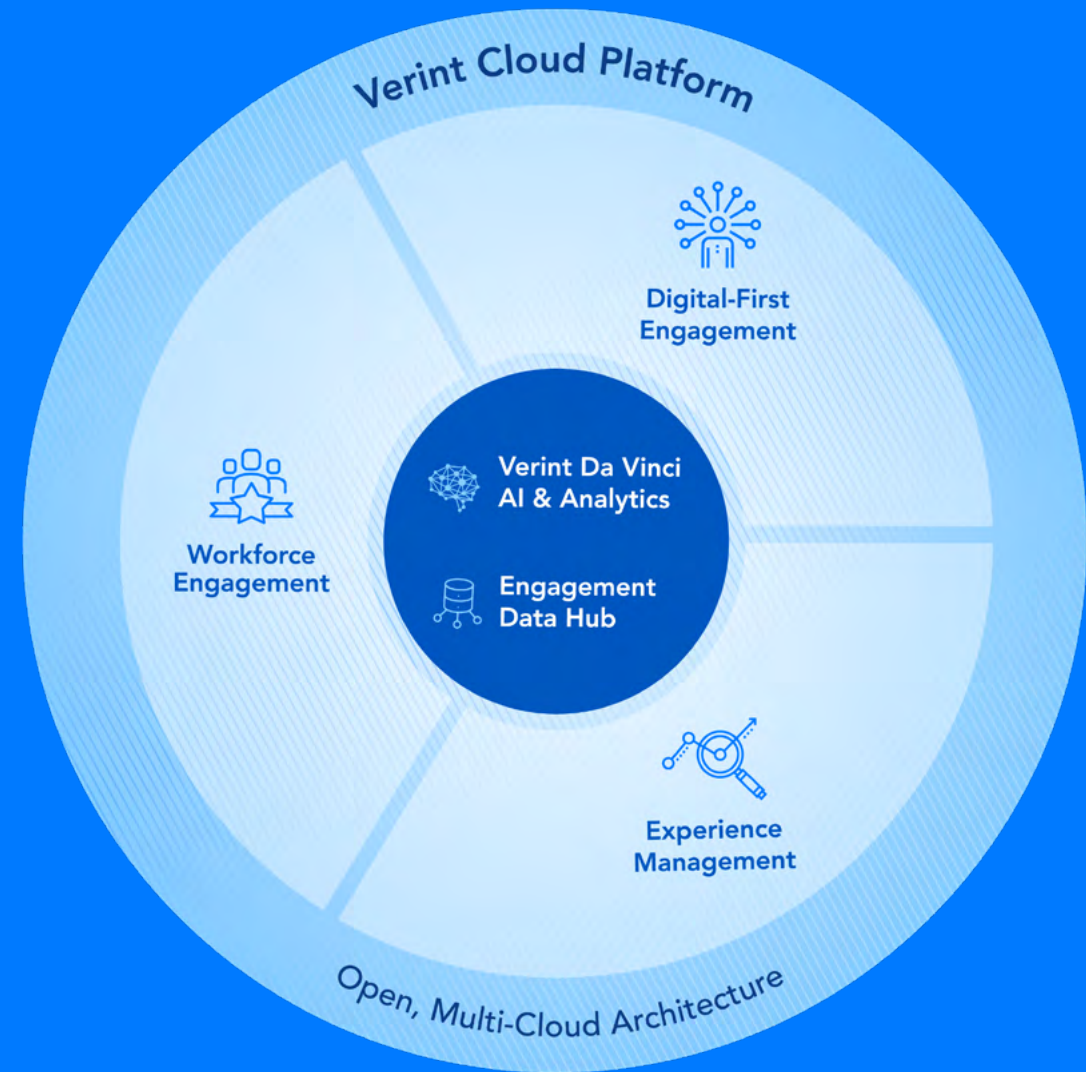 Verint Cloud Platform
Digital-First
Engagement
Workforce
Engagement
Verint Da Vinci
AI & Analytics
Engagement
Data Hub
Experience
Management
Open, Multi-Cloud Architecture